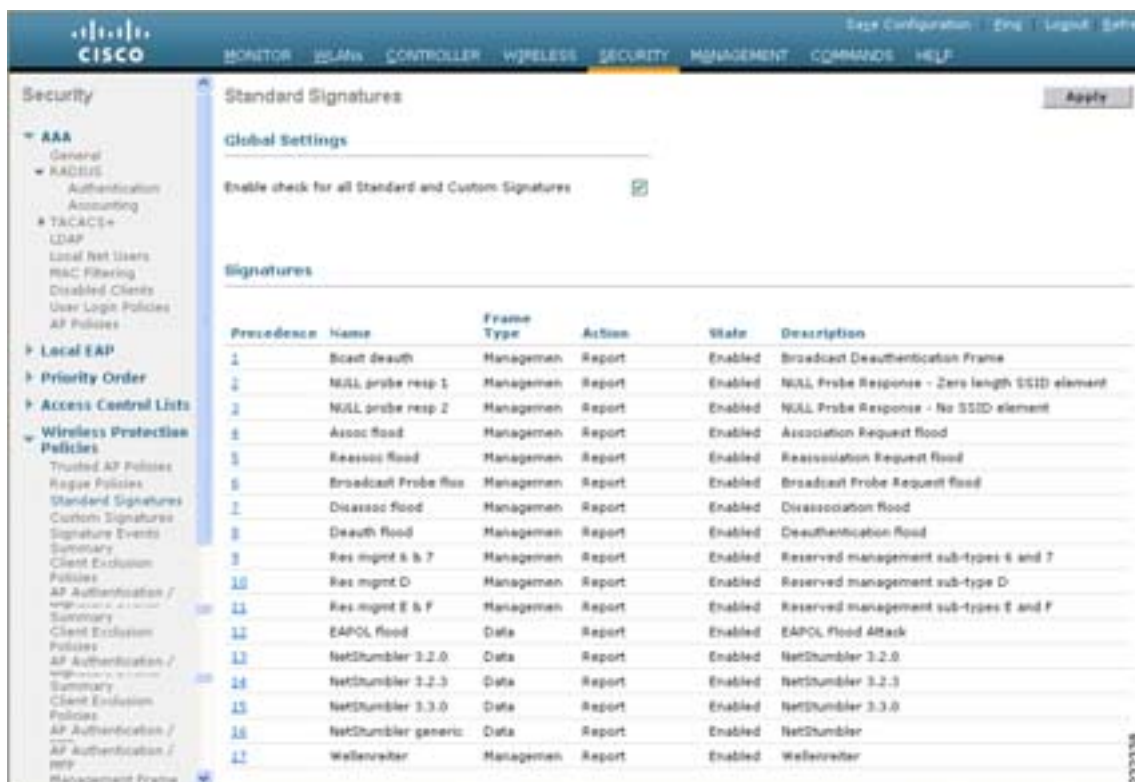 Save Configuration Ping Logout Refre
CISCO
MONITOR WLANs CONTROLLER WIRELESS SECURITY MANAGEMENT COMMANDS HELP
Security
AAA
General
RADIUS
Authentication
Accounting
TACACS+
LDAP
Local Net Users
MAC Filtering
Disabled Clients
User Login Policies
AP Policies
Local EAP
Priority Order
Access Control Lists
Wireless Protection
Policies
Trusted AP Policies
Rogue Policies
Standard Signatures
Custom Signatures
Signature Events
Summary
Client Exclusion
Policies
AP Authentication /
Summary
Client Exclusion
Policies
AP Authentication /
Summary
Client Exclusion
Policies
AP Authentication /
AP Authentication /
MFP
Management Frame
Standard Signatures
Apply
Global Settings
Enable check for all Standard and Custom Signatures
Signatures
Precedence Name Frame Type Action State Description
1 Bcast deauth Managemen Report Enabled Broadcast Deauthentication Frame
2 NULL probe resp 1 Managemen Report Enabled NULL Probe Response - Zero length SSID element
3 NULL probe resp 2 Managemen Report Enabled NULL Probe Response - No SSID element
4 Assoc flood Managemen Report Enabled Association Request flood
5 Reassoc flood Managemen Report Enabled Reassociation Request flood
6 Broadcast Probe floo Managemen Report Enabled Broadcast Probe Request flood
7 Disassoc flood Managemen Report Enabled Disassociation flood
8 Deauth flood Managemen Report Enabled Deauthentication flood
9 Res mgmt 6 & 7 Managemen Report Enabled Reserved management sub-types 6 and 7
10 Res mgmt D Managemen Report Enabled Reserved management sub-type D
11 Res mgmt E & F Managemen Report Enabled Reserved management sub-types E and F
12 EAPOL flood Data Report Enabled EAPOL Flood Attack
13 NetStumbler 3.2.0 Data Report Enabled NetStumbler 3.2.0
14 NetStumbler 3.2.3 Data Report Enabled NetStumbler 3.2.3
15 NetStumbler 3.3.0 Data Report Enabled NetStumbler 3.3.0
16 NetStumbler generic Data Report Enabled NetStumbler
17 Wellenreiter Managemen Report Enabled Wellenreiter